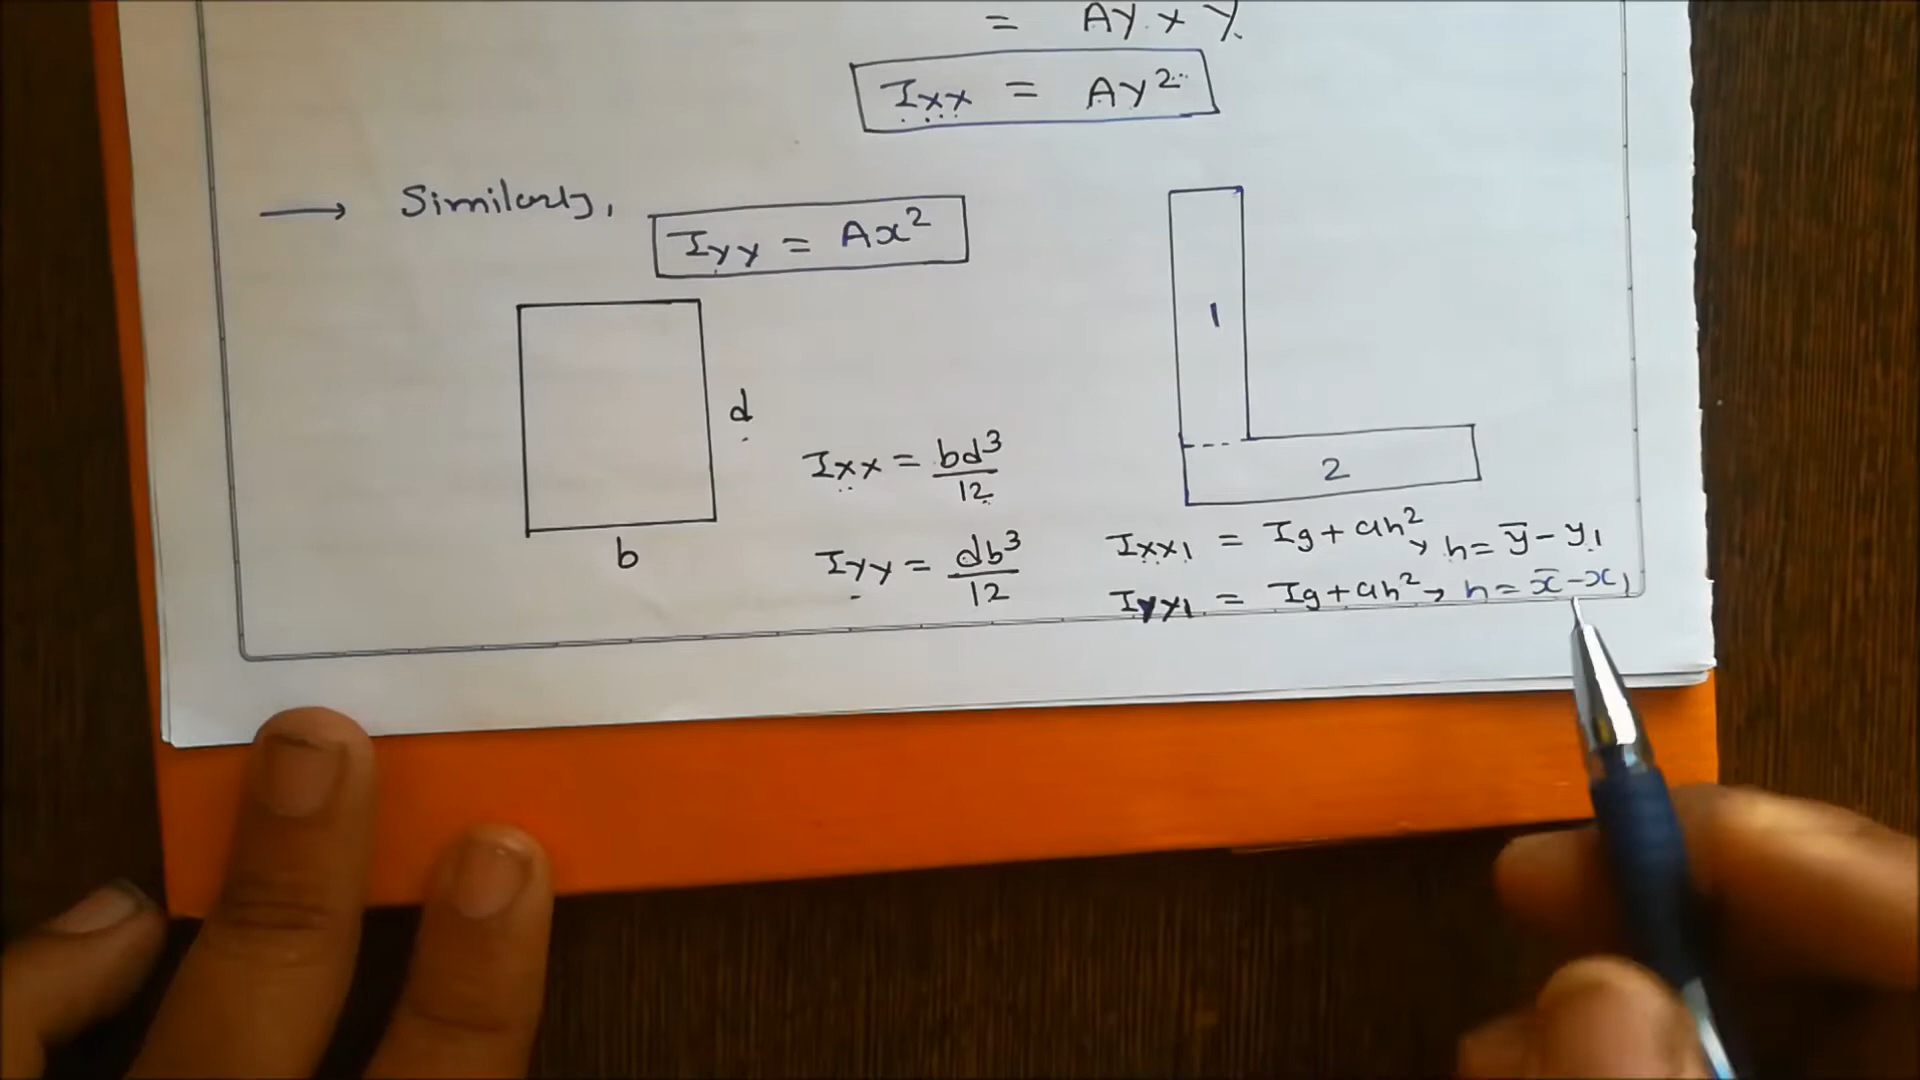 = AY × Y
Ixx = AY²
→ Similarly,
Iyy = Ax²
1
d
Ixx = bd³/12
2
b
Iyy = db³/12
Ixx1 = Ig + ah² → h = ȳ - y1
Iyy1 = Ig + ah² → h = x̄ - x1